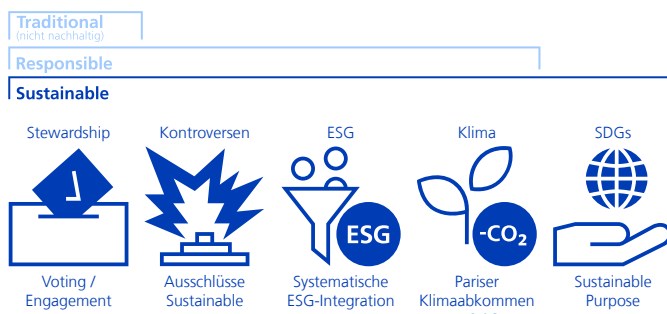 Traditional
(nicht nachhaltig)
Responsible
Sustainable
Stewardship
Kontroversen
ESG
Klima
SDGs
ESG
-CO₂
Voting /
Engagement
Ausschlüsse
Sustainable
Systematische
ESG-Integration
Pariser
Klimaabkommen
Sustainable
Purpose